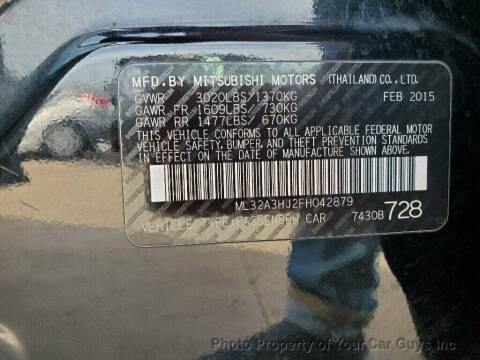 MFD.BY MITSUBISHI MOTORS (THAILAND) CO.,LTD.
GVWR 3020LBS/1370KG FEB 2015
GAWR FR 1609LBS/ 730KG
GAWR RR 1477LBS/ 670KG
THIS VEHICLE CONFORMS TO ALL APPLICABLE FEDERAL MOTOR
VEHICLE SAFETY, BUMPER, AND THEFT PREVENTION STANDARDS
IN EFFECT ON THE DATE OF MANUFACTURE SHOWN ABOVE.
ML32A3HJ2FH042879
VEHICLE TYPE:PASSENGER CAR 7430B 728
Photo Property of Your Car Guys Inc